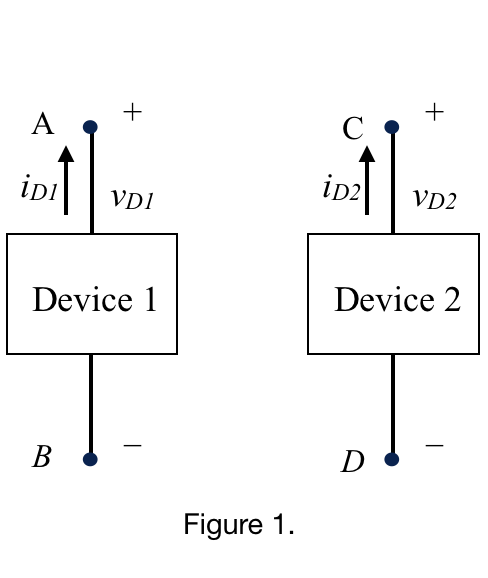 A + C +
iD1 vD1 iD2 vD2
Device 1 Device 2
B − D −
Figure 1.